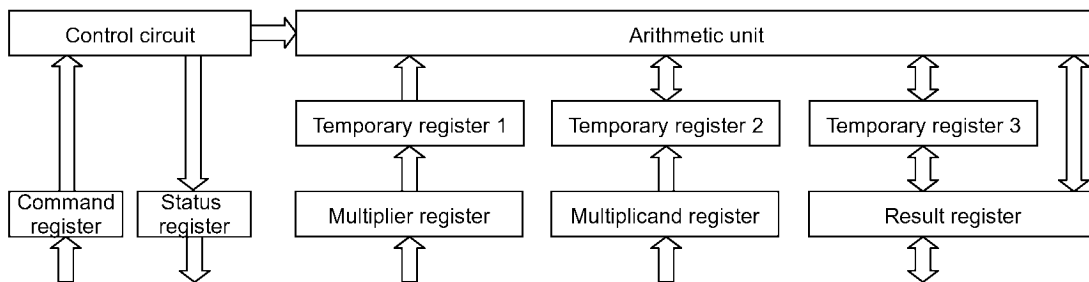 Control circuit
Arithmetic unit
Temporary register 1
Temporary register 2
Temporary register 3
Command
register
Status
register
Multiplier register
Multiplicand register
Result register